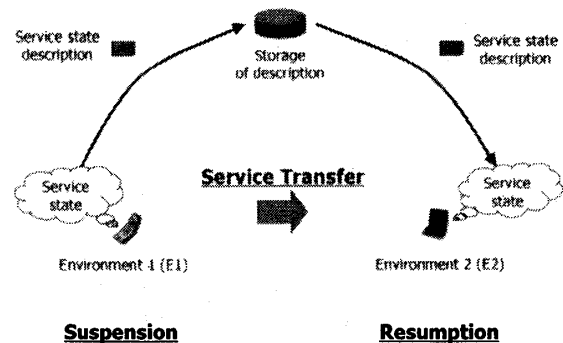 Service state
description
Storage
of description
Service state
description
Service
state
Service Transfer
Service
state
Environment 1 (E1)
Environment 2 (E2)
Suspension
Resumption